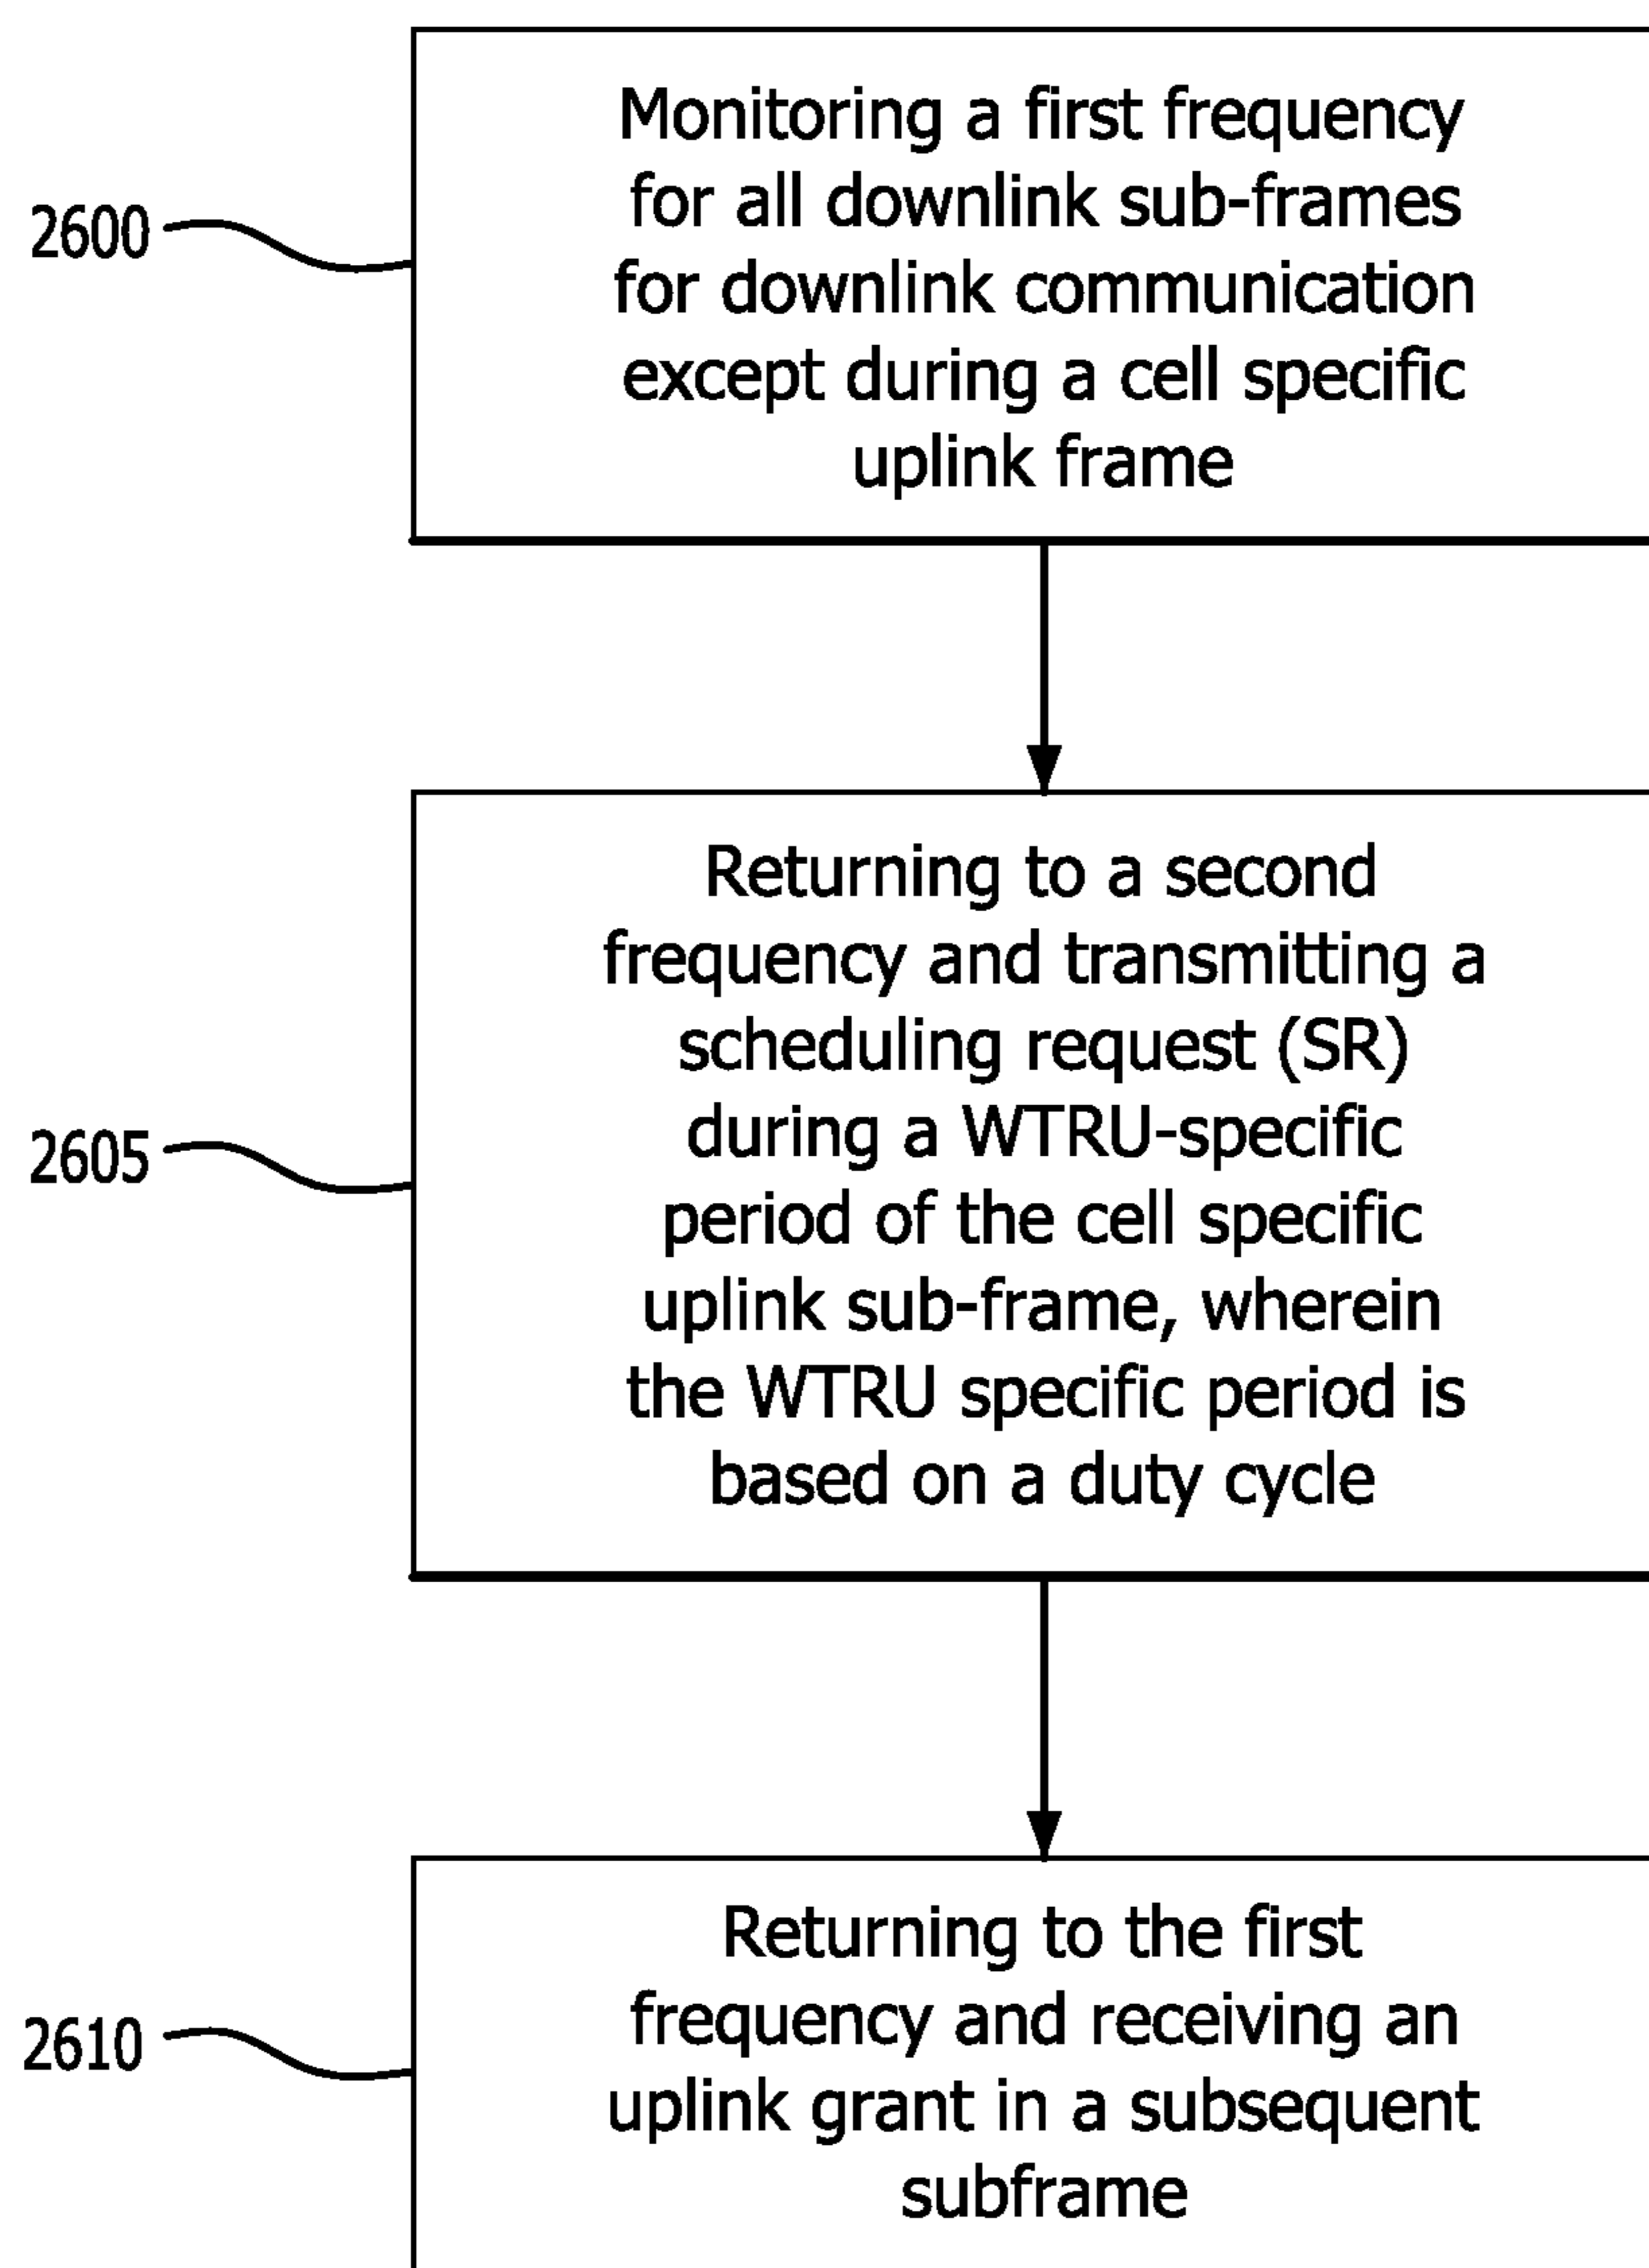 Monitoring a first frequency
for all downlink sub-frames
for downlink communication
except during a cell specific
uplink frame
2600
Returning to a second
frequency and transmitting a
scheduling request (SR)
during a WTRU-specific
period of the cell specific
uplink sub-frame, wherein
the WTRU specific period is
based on a duty cycle
2605
Returning to the first
frequency and receiving an
uplink grant in a subsequent
subframe
2610